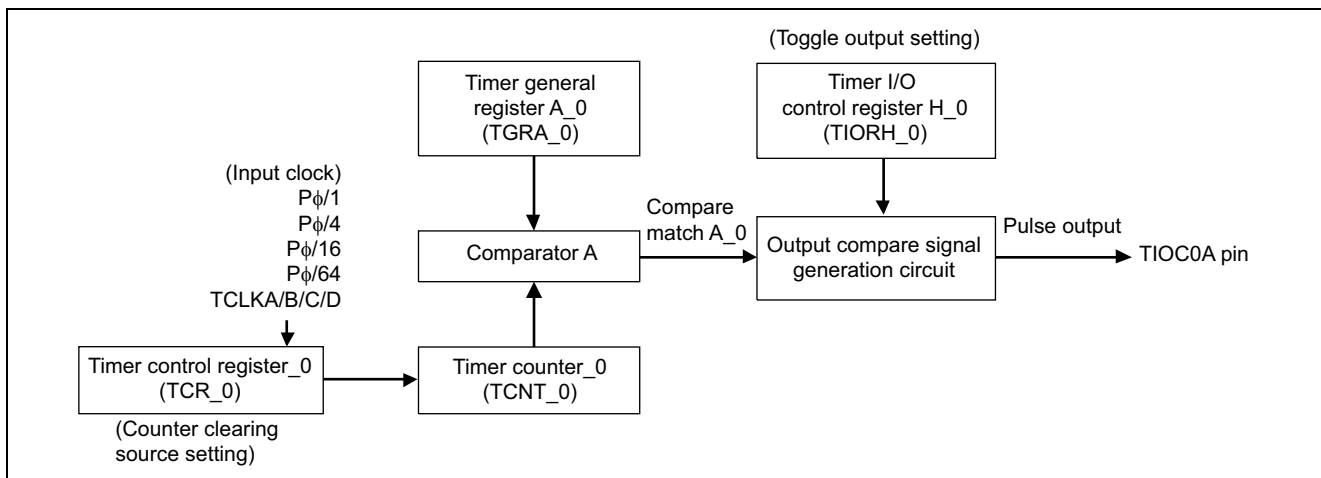 (Toggle output setting)
Timer general
register A_0
(TGRA_0)
Timer I/O
control register H_0
(TIORH_0)
(Input clock)
Pϕ/1
Pϕ/4
Pϕ/16
Pϕ/64
TCLKA/B/C/D
Comparator A
Compare
match A_0
Output compare signal
generation circuit
Pulse output
TIOC0A pin
Timer control register_0
(TCR_0)
Timer counter_0
(TCNT_0)
(Counter clearing
source setting)